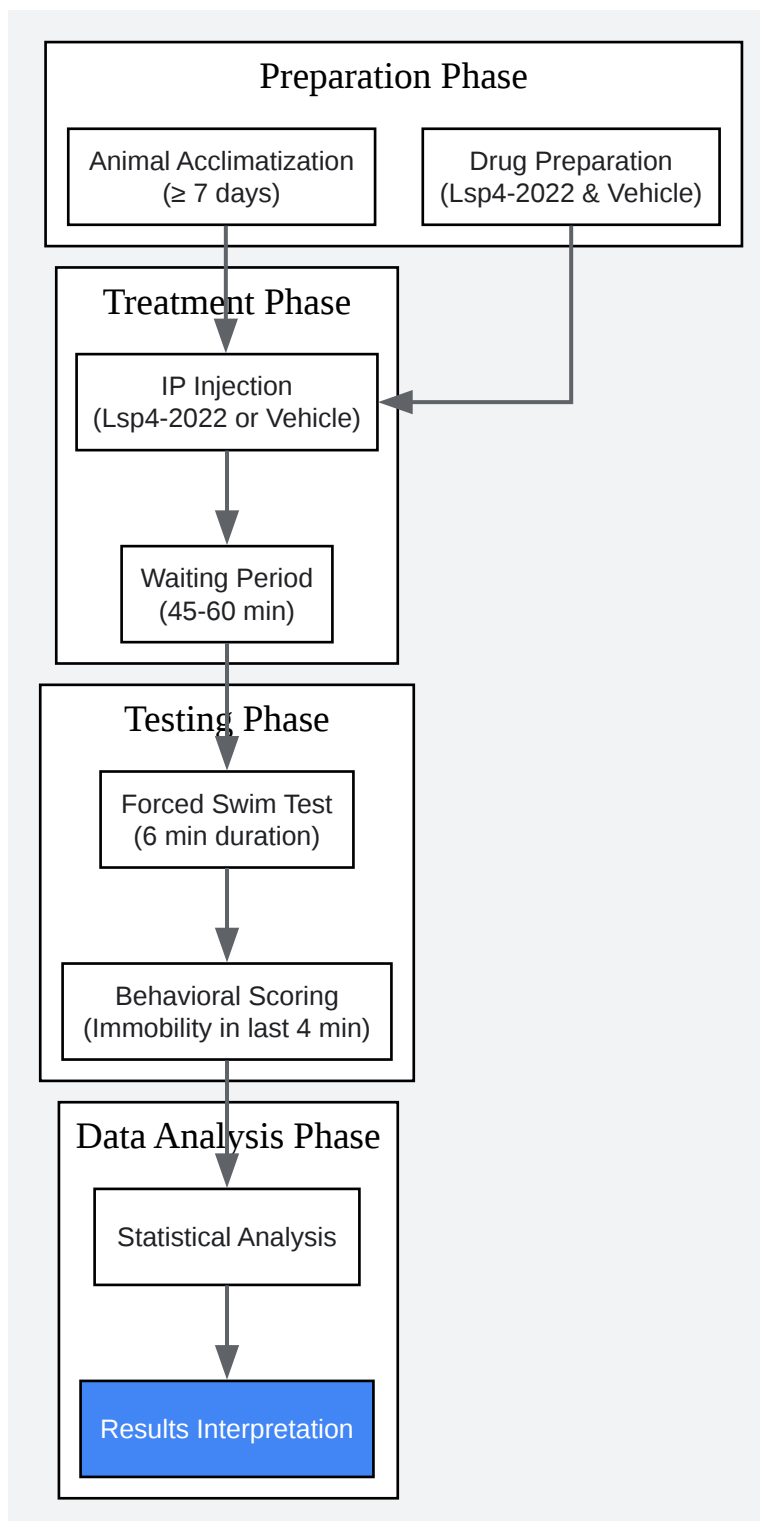 Preparation Phase
Animal Acclimatization
(≥ 7 days)
Drug Preparation
(Lsp4-2022 & Vehicle)
Treatment Phase
IP Injection
(Lsp4-2022 or Vehicle)
Waiting Period
(45-60 min)
Testing Phase
Forced Swim Test
(6 min duration)
Behavioral Scoring
(Immobility in last 4 min)
Data Analysis Phase
Statistical Analysis
Results Interpretation